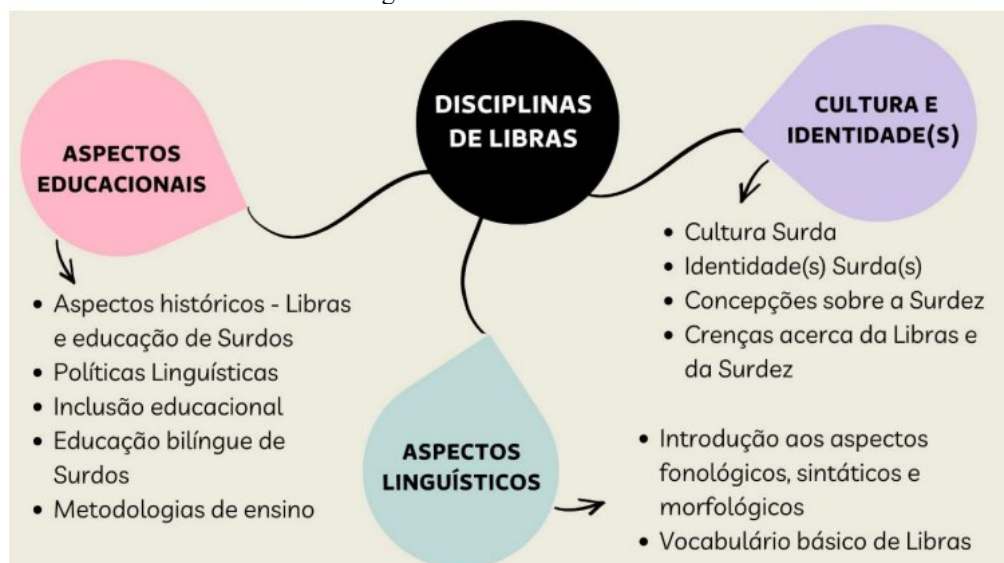 DISCIPLINAS
DE LIBRAS
ASPECTOS
EDUCACIONAIS
• Aspectos históricos - Libras
e educação de Surdos
• Políticas Linguísticas
• Inclusão educacional
• Educação bilíngue de
Surdos
• Metodologias de ensino
ASPECTOS
LINGUÍSTICOS
• Introdução aos aspectos
fonológicos, sintáticos e
morfológicos
• Vocabulário básico de Libras
CULTURA E
IDENTIDADE(S)
• Cultura Surda
• Identidade(s) Surda(s)
• Concepções sobre a Surdez
• Crenças acerca da Libras e
da Surdez